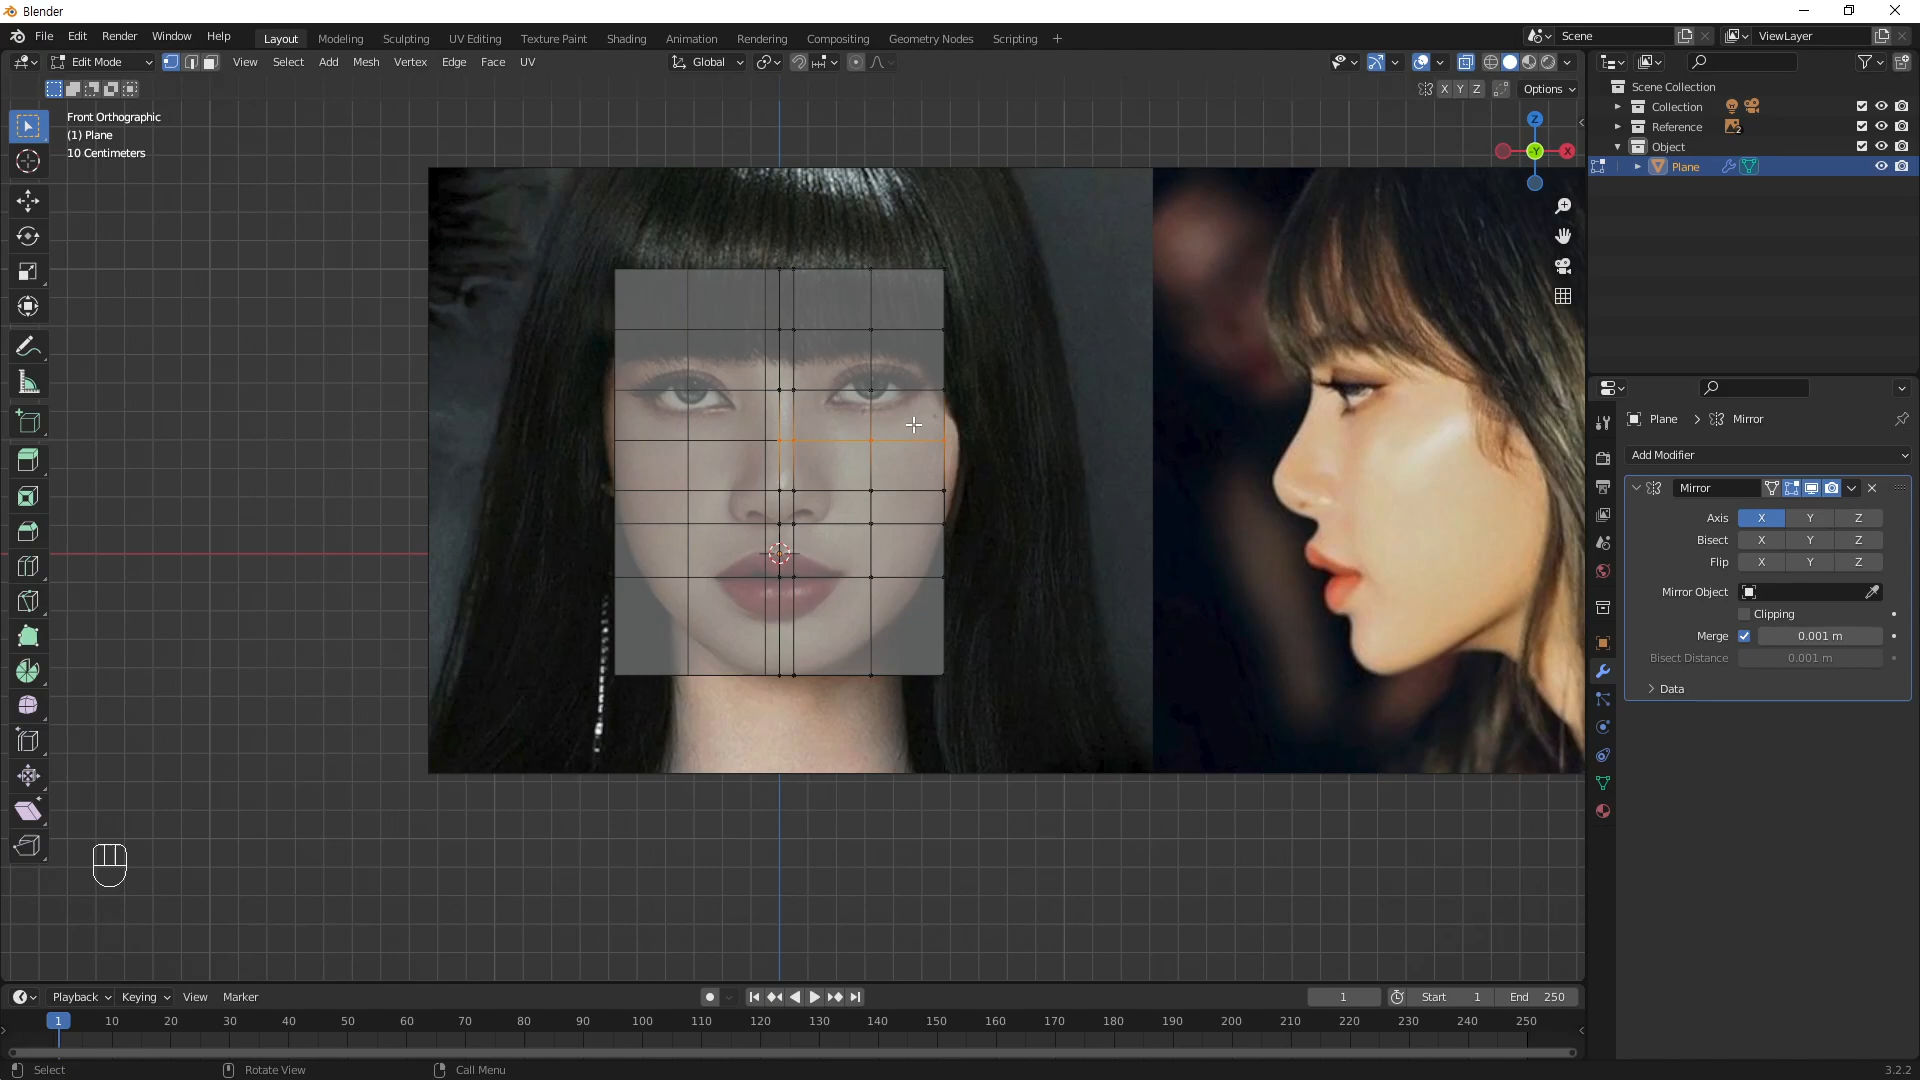 Blender
File Edit Render Window Help
Layout Modeling Sculpting UV Editing Texture Paint Shading Animation Rendering Compositing Geometry Nodes Scripting +
Scene
ViewLayer
Edit Mode View Select Add Mesh Vertex Edge Face UV
Global
X Y Z Options
Front Orthographic
(1) Plane
10 Centimeters
Z
-Y
X
Scene Collection
Collection
Reference
2
Object
Plane
Plane > Mirror
Add Modifier
Mirror
Axis X Y Z
Bisect X Y Z
Flip X Y Z
Mirror Object
Clipping
Merge 0.001 m
Bisect Distance 0.001 m
Data
Playback Keying View Marker
1 Start 1 End 250
1 10 20 30 40 50 60 70 80 90 100 110 120 130 140 150 160 170 180 190 200 210 220 230 240 250
Select Rotate View Call Menu 3.2.2